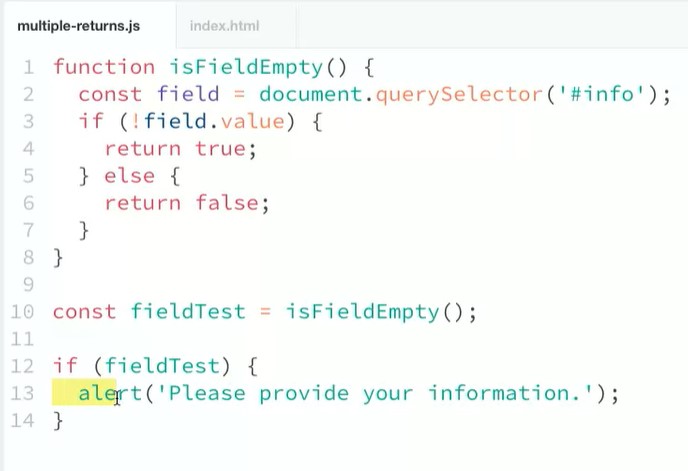 multiple-returns.js index.html
1 function isFieldEmpty() {
2 const field = document.querySelector('#info');
3 if (!field.value) {
4 return true;
5 } else {
6 return false;
7 }
8 }
9
10 const fieldTest = isFieldEmpty();
11
12 if (fieldTest) {
13 alert('Please provide your information.');
14 }